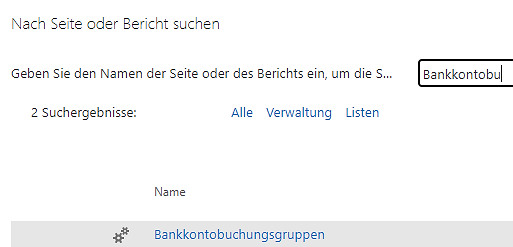 Nach Seite oder Bericht suchen
Geben Sie den Namen der Seite oder des Berichts ein, um die S... Bankkontobu
2 Suchergebnisse: Alle Verwaltung Listen
Name
Bankkontobuchungsgruppen